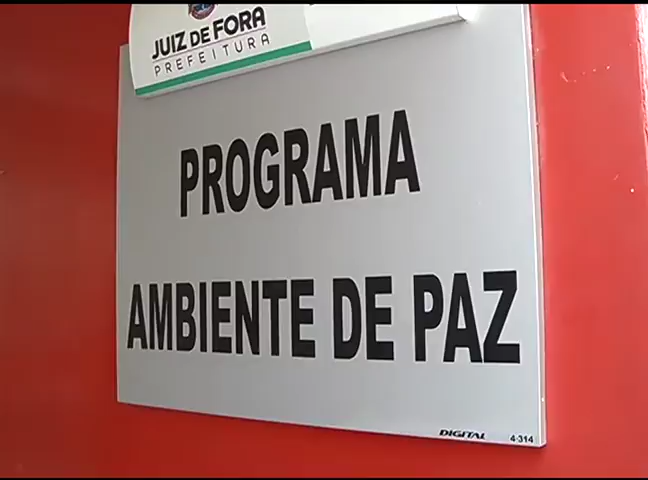 JUIZ DE FORA
PREFEITURA
PROGRAMA
AMBIENTE DE PAZ
DIGITAL 4-314